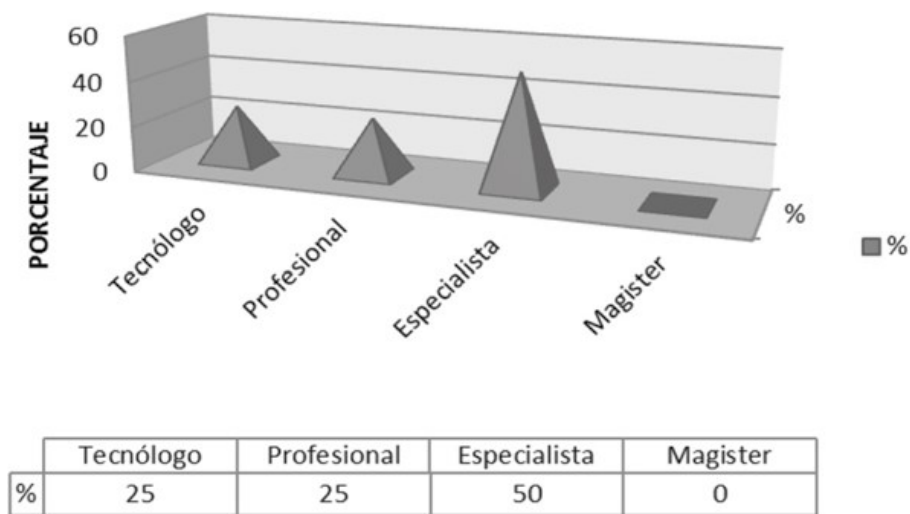 60
40
20
0
PORCENTAJE
Tecnólogo
Profesional
Especialista
Magister
%
%
Tecnólogo Profesional Especialista Magister
% 25 25 50 0